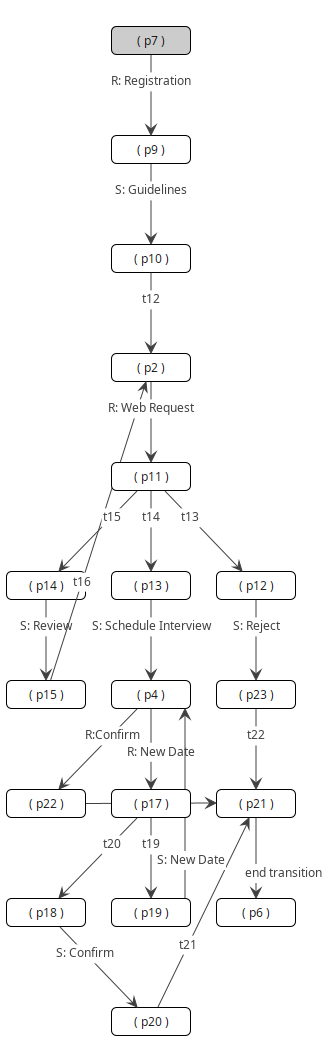 ( p7 )
R: Registration
( p9 )
S: Guidelines
( p10 )
t12
( p2 )
R: Web Request
( p11 )
t15 t14 t13
( p14 ) ( p13 ) ( p12 )
t16
S: Review S: Schedule Interview S: Reject
( p15 ) ( p4 ) ( p23 )
R:Confirm t22
R: New Date
( p22 ) ( p17 ) ( p21 )
t20 t19
S: New Date
end transition
( p18 ) ( p19 ) ( p6 )
t21
S: Confirm
( p20 )